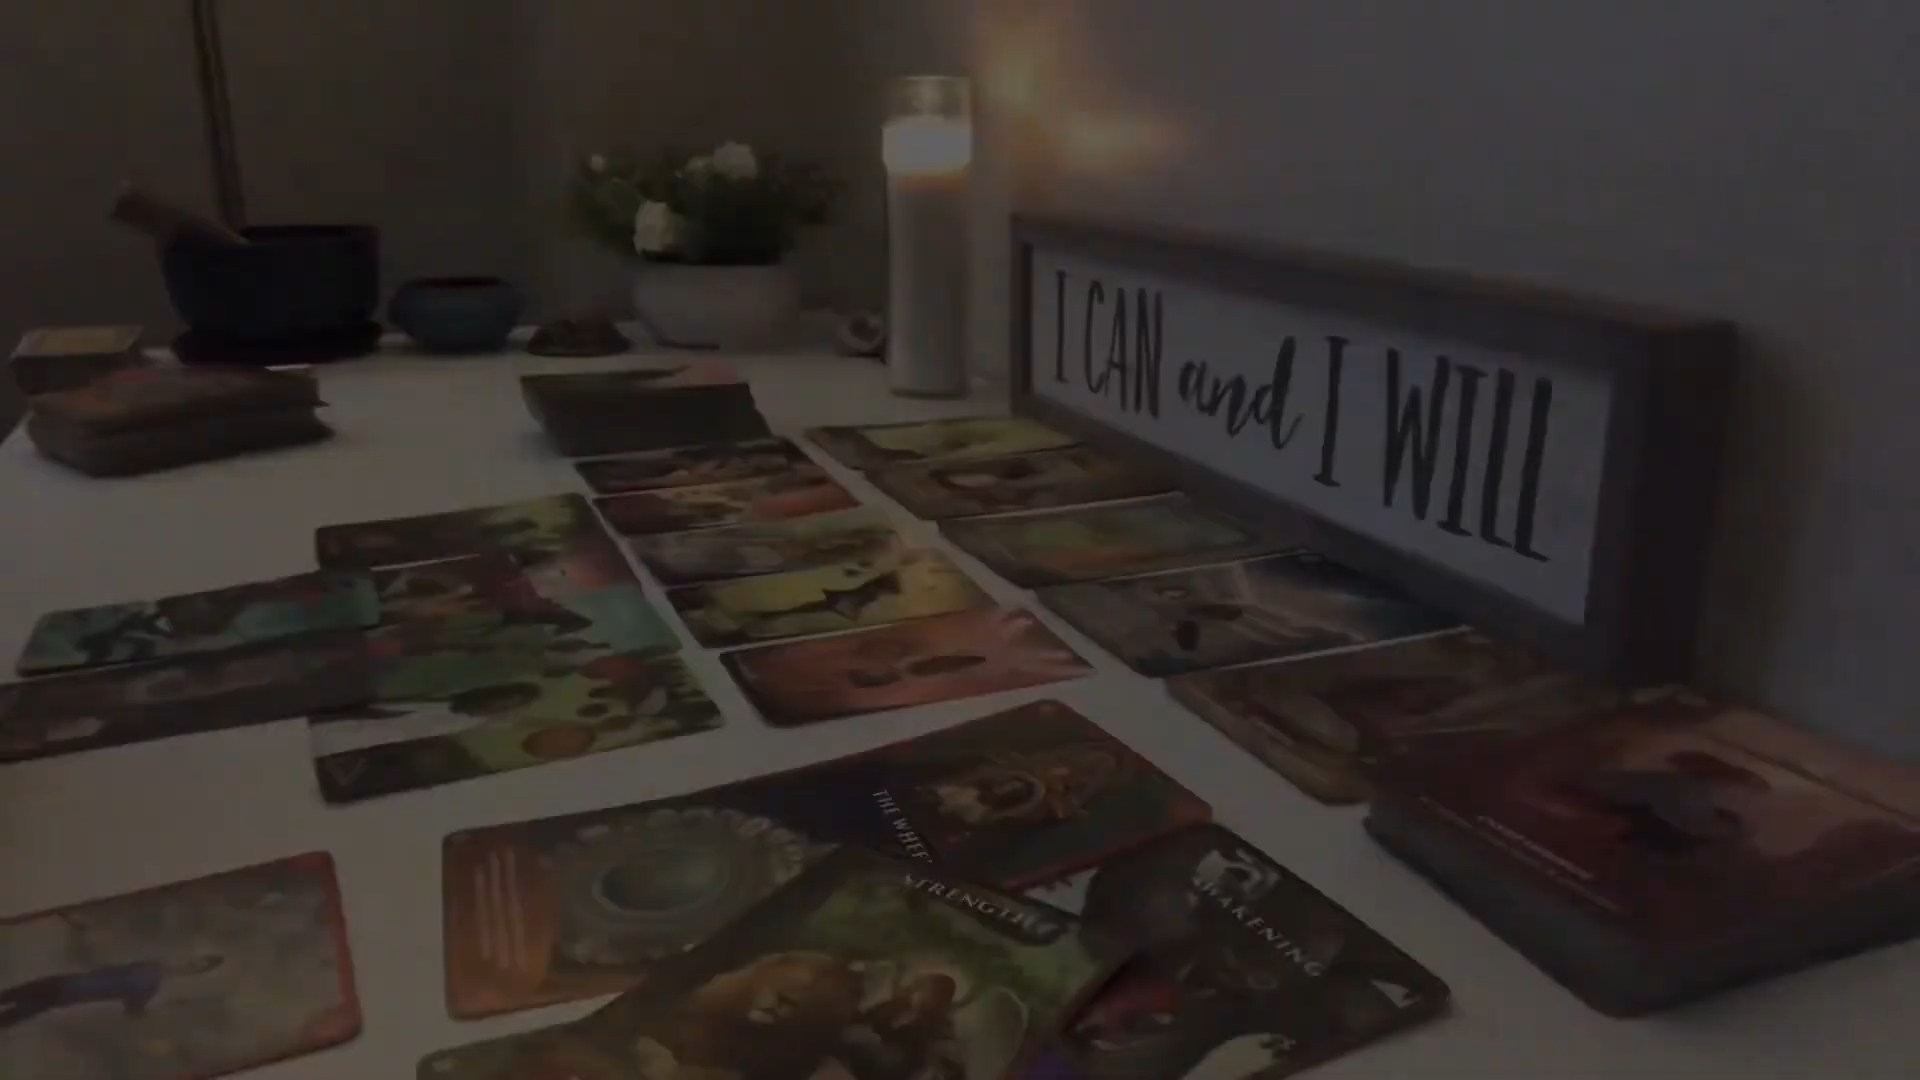 I CAN and I WILL
THE WHEE
STRENGTH
AWAKENING